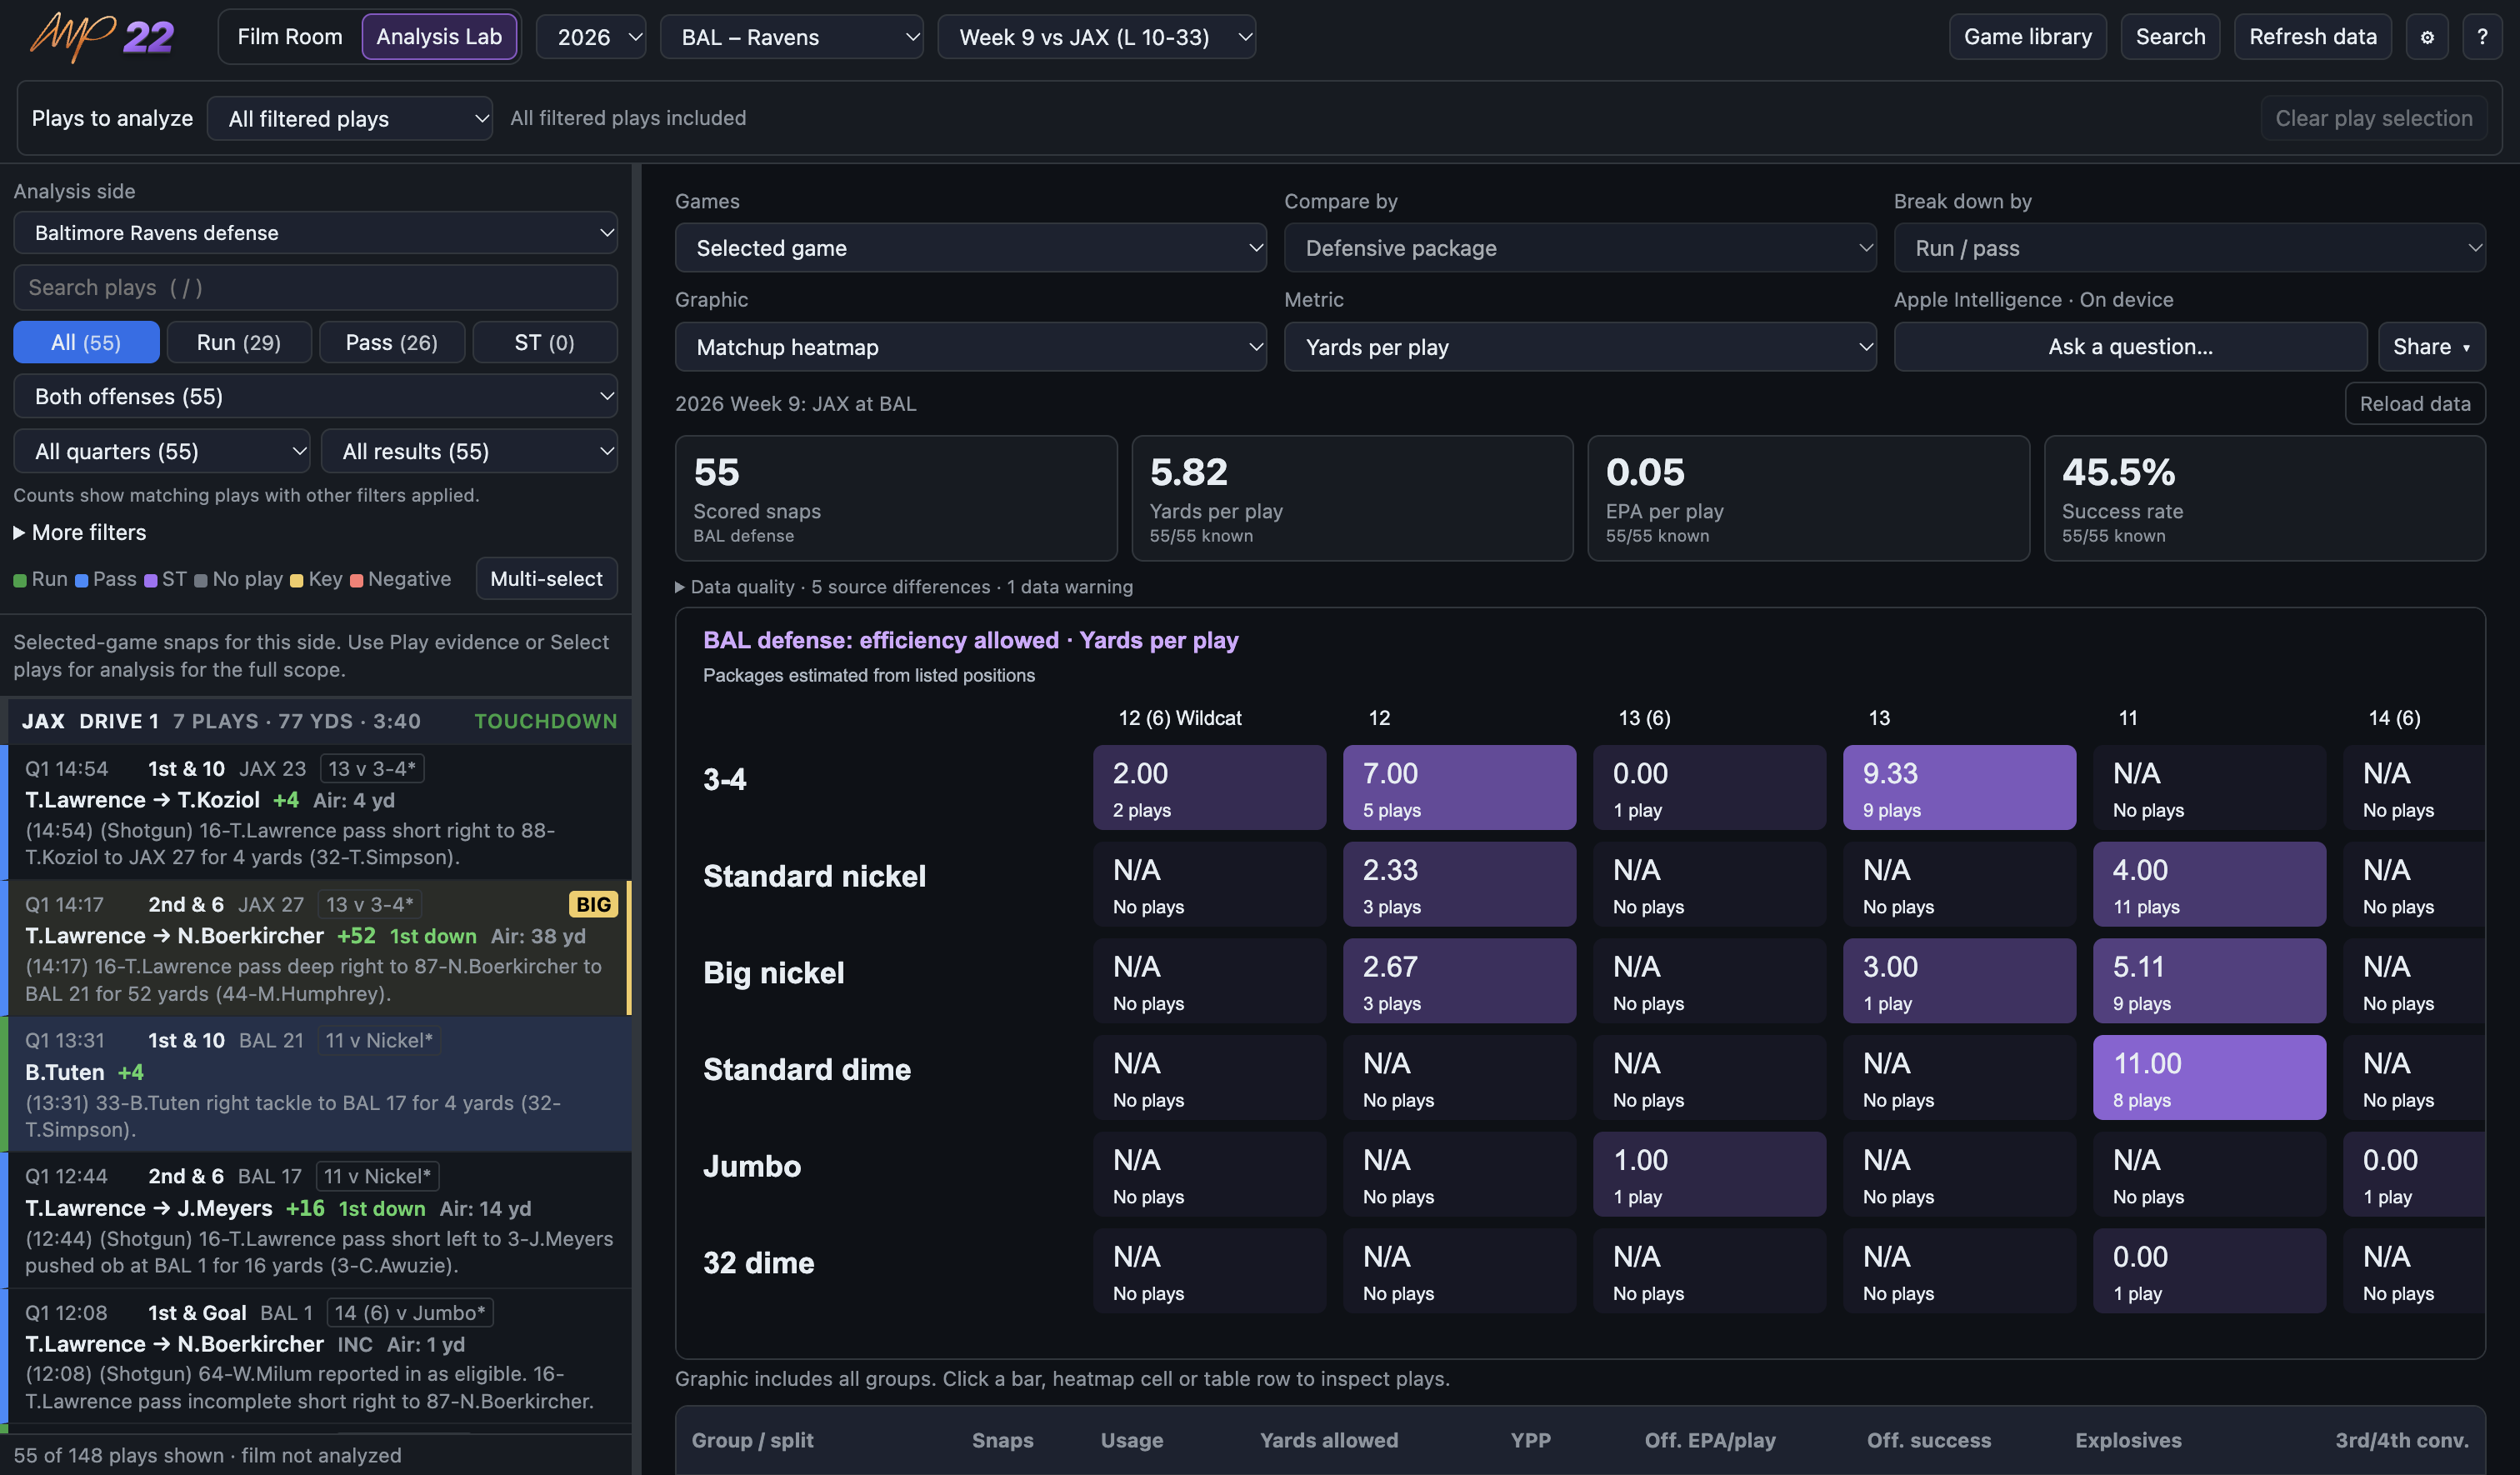 AMP 22
Film Room
Analysis Lab
2026
BAL – Ravens
Week 9 vs JAX (L 10-33)
Game library
Search
Refresh data
?
Plays to analyze
All filtered plays
All filtered plays included
Clear play selection
Analysis side
Baltimore Ravens defense
Search plays ( / )
All (55)
Run (29)
Pass (26)
ST (0)
Both offenses (55)
All quarters (55)
All results (55)
Counts show matching plays with other filters applied.
More filters
Run Pass ST No play Key Negative
Multi-select
Selected-game snaps for this side. Use Play evidence or Select
plays for analysis for the full scope.
JAX DRIVE 1 7 PLAYS · 77 YDS · 3:40 TOUCHDOWN
Q1 14:54 1st & 10 JAX 23 13 v 3-4*
T.Lawrence → T.Koziol +4 Air: 4 yd
(14:54) (Shotgun) 16-T.Lawrence pass short right to 88-
T.Koziol to JAX 27 for 4 yards (32-T.Simpson).
Q1 14:17 2nd & 6 JAX 27 13 v 3-4* BIG
T.Lawrence → N.Boerkircher +52 1st down Air: 38 yd
(14:17) 16-T.Lawrence pass deep right to 87-N.Boerkircher to
BAL 21 for 52 yards (44-M.Humphrey).
Q1 13:31 1st & 10 BAL 21 11 v Nickel*
B.Tuten +4
(13:31) 33-B.Tuten right tackle to BAL 17 for 4 yards (32-
T.Simpson).
Q1 12:44 2nd & 6 BAL 17 11 v Nickel*
T.Lawrence → J.Meyers +16 1st down Air: 14 yd
(12:44) (Shotgun) 16-T.Lawrence pass short left to 3-J.Meyers
pushed ob at BAL 1 for 16 yards (3-C.Awuzie).
Q1 12:08 1st & Goal BAL 1 14 (6) v Jumbo*
T.Lawrence → N.Boerkircher INC Air: 1 yd
(12:08) (Shotgun) 64-W.Milum reported in as eligible. 16-
T.Lawrence pass incomplete short right to 87-N.Boerkircher.
55 of 148 plays shown · film not analyzed
Games
Selected game
Compare by
Defensive package
Break down by
Run / pass
Graphic
Matchup heatmap
Metric
Yards per play
Apple Intelligence · On device
Ask a question...
Share
2026 Week 9: JAX at BAL
Reload data
55
Scored snaps
BAL defense
5.82
Yards per play
55/55 known
0.05
EPA per play
55/55 known
45.5%
Success rate
55/55 known
Data quality · 5 source differences · 1 data warning
BAL defense: efficiency allowed · Yards per play
Packages estimated from listed positions
12 (6) Wildcat 12 13 (6) 13 11 14 (6)
3-4
2.00 7.00 0.00 9.33 N/A N/A
2 plays 5 plays 1 play 9 plays No plays No plays
Standard nickel
N/A 2.33 N/A N/A 4.00 N/A
No plays 3 plays No plays No plays 11 plays No plays
Big nickel
N/A 2.67 N/A 3.00 5.11 N/A
No plays 3 plays No plays 1 play 9 plays No plays
Standard dime
N/A N/A N/A N/A 11.00 N/A
No plays No plays No plays No plays 8 plays No plays
Jumbo
N/A N/A 1.00 N/A N/A 0.00
No plays No plays 1 play No plays No plays 1 play
32 dime
N/A N/A N/A N/A 0.00 N/A
No plays No plays No plays No plays 1 play No plays
Graphic includes all groups. Click a bar, heatmap cell or table row to inspect plays.
Group / split Snaps Usage Yards allowed YPP Off. EPA/play Off. success Explosives 3rd/4th conv.